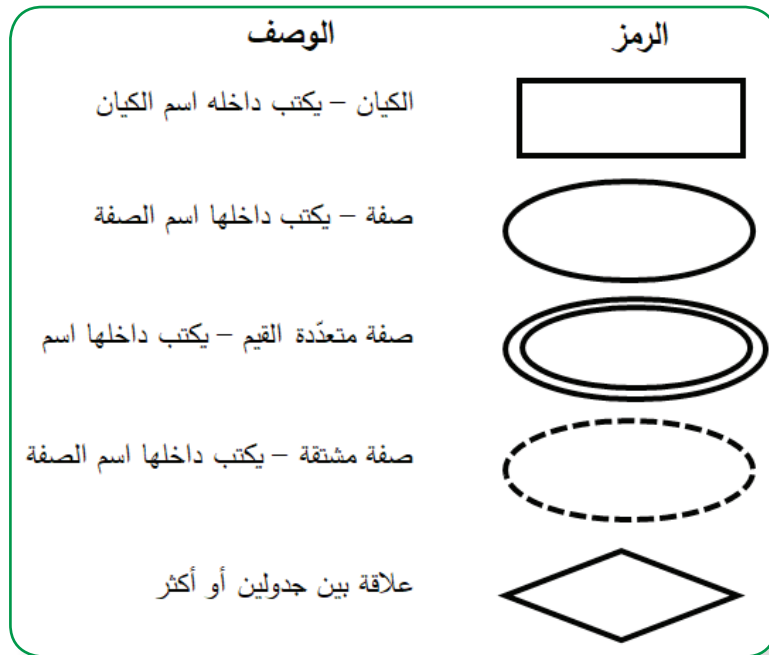 الرمز الوصف
الكيان – يكتب داخله اسم الكيان
صفة – يكتب داخلها اسم الصفة
صفة متعدّدة القيم – يكتب داخلها اسم
صفة مشتقة – يكتب داخلها اسم الصفة
علاقة بين جدولين أو أكثر